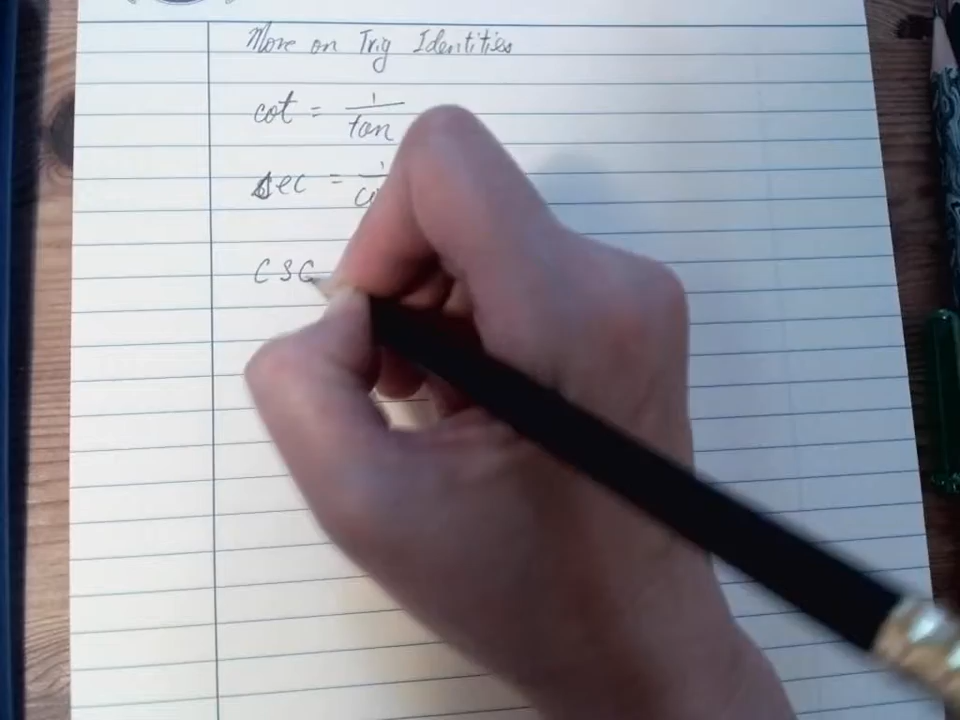 More on Trig Identities
cot = 1/tan
sec = 1/
csc